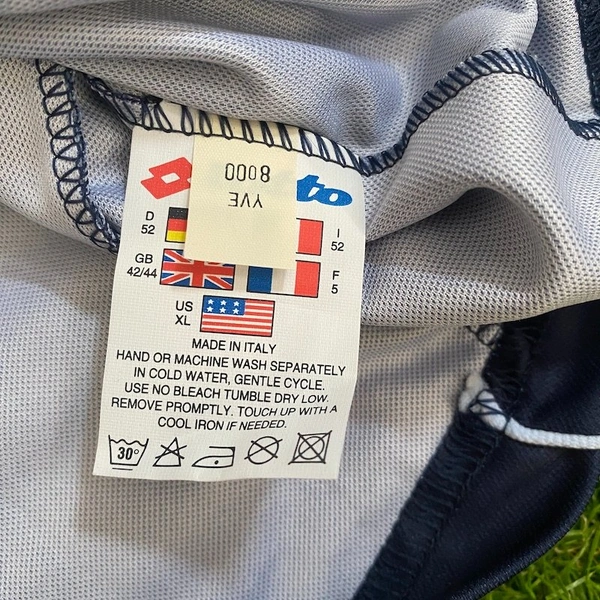 YVE
8000
to
D
52
I
52
GB
42/44
F
5
US
XL
MADE IN ITALY
HAND OR MACHINE WASH SEPARATELY
IN COLD WATER, GENTLE CYCLE.
USE NO BLEACH TUMBLE DRY LOW.
REMOVE PROMPTLY. TOUCH UP WITH A
COOL IRON IF NEEDED.
30°